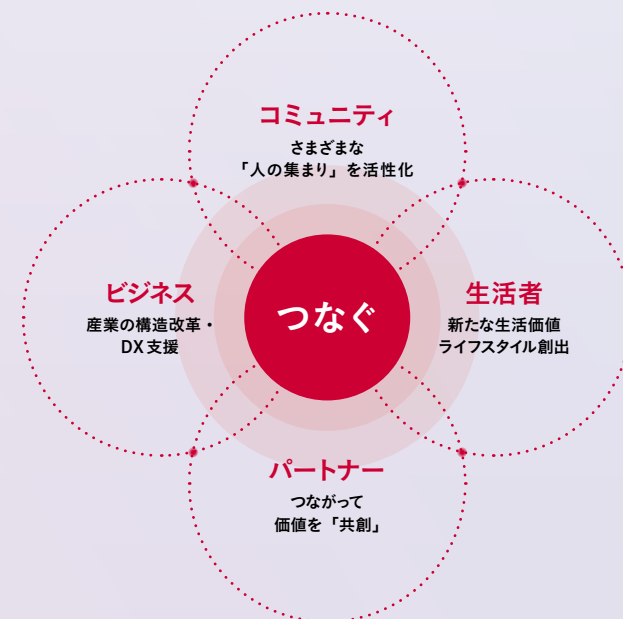 コミュニティ
さまざまな
「人の集まり」を活性化
ビジネス
産業の構造改革・
DX支援
つなぐ
生活者
新たな生活価値
ライフスタイル創出
パートナー
つながって
価値を「共創」